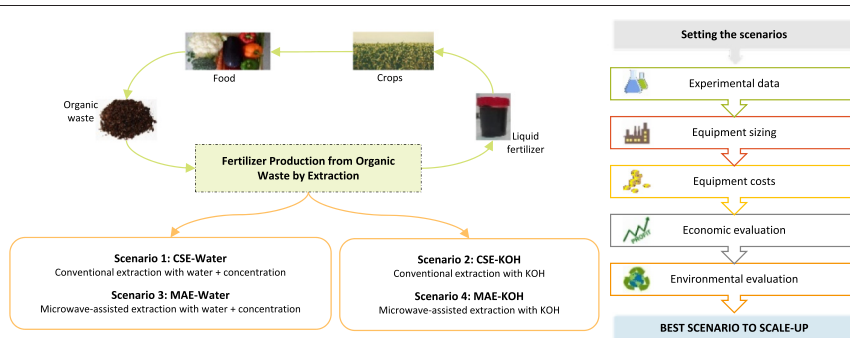 Food
Crops
Organic
waste
Liquid
fertilizer
Fertilizer Production from Organic
Waste by Extraction
Scenario 1: CSE-Water
Conventional extraction with water + concentration
Scenario 3: MAE-Water
Microwave-assisted extraction with water + concentration
Scenario 2: CSE-KOH
Conventional extraction with KOH
Scenario 4: MAE-KOH
Microwave-assisted extraction with KOH
Setting the scenarios
Experimental data
Equipment sizing
Equipment costs
PROFIT
Economic evaluation
Environmental evaluation
BEST SCENARIO TO SCALE-UP